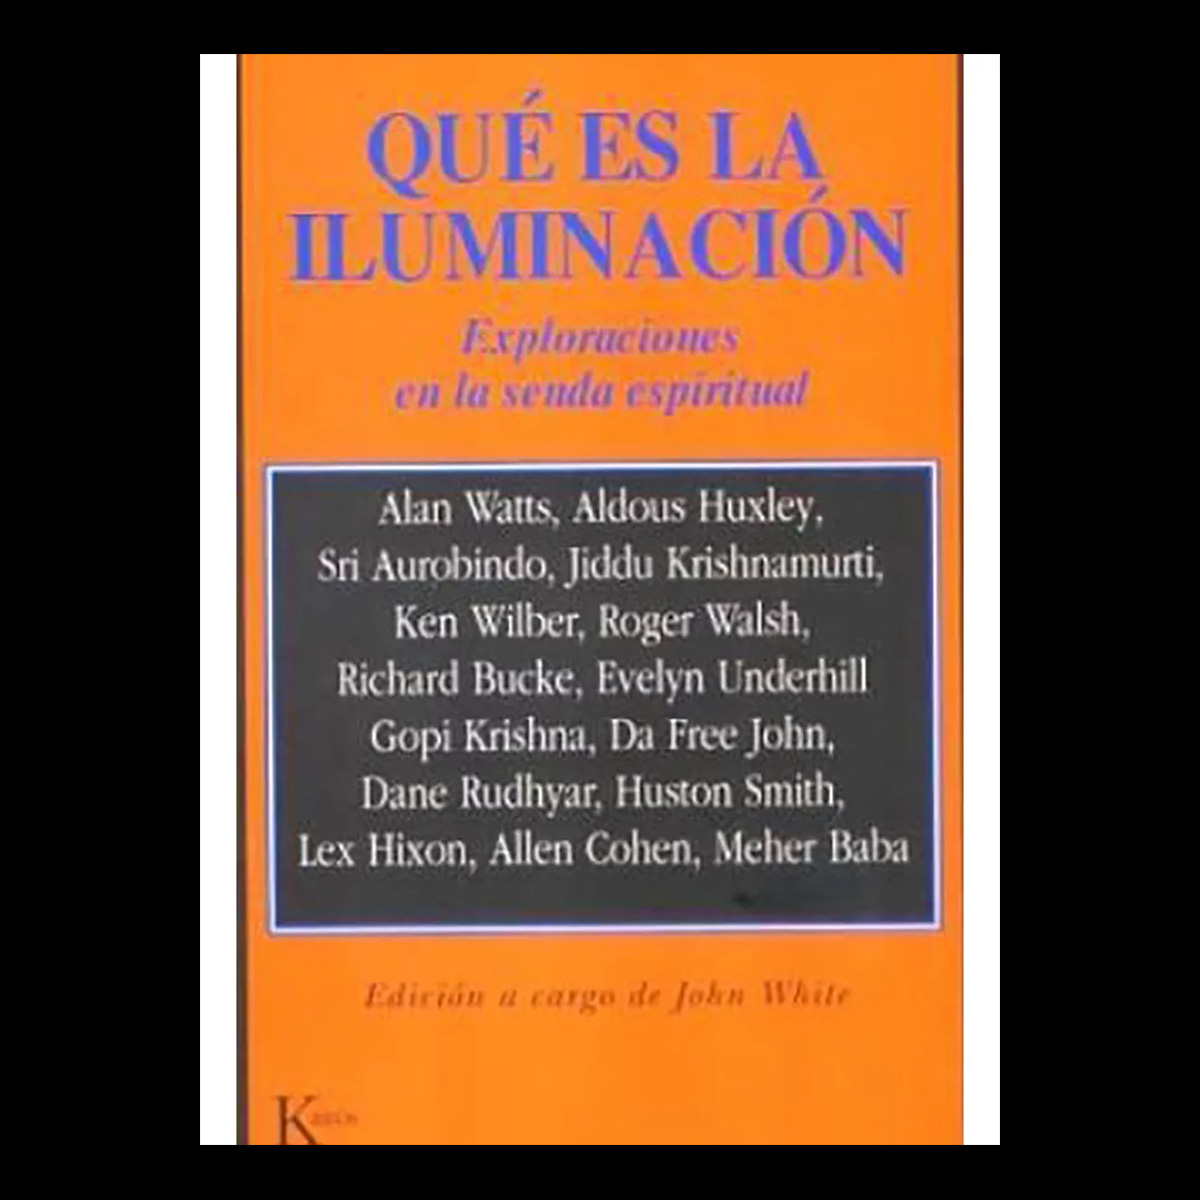 QUÉ ES LA
ILUMINACIÓN
Exploraciones
en la senda espiritual
Alan Watts, Aldous Huxley,
Sri Aurobindo, Jiddu Krishnamurti,
Ken Wilber, Roger Walsh,
Richard Bucke, Evelyn Underhill
Gopi Krishna, Da Free John,
Dane Rudhyar, Huston Smith,
Lex Hixon, Allen Cohen, Meher Baba
Edición a cargo de John White